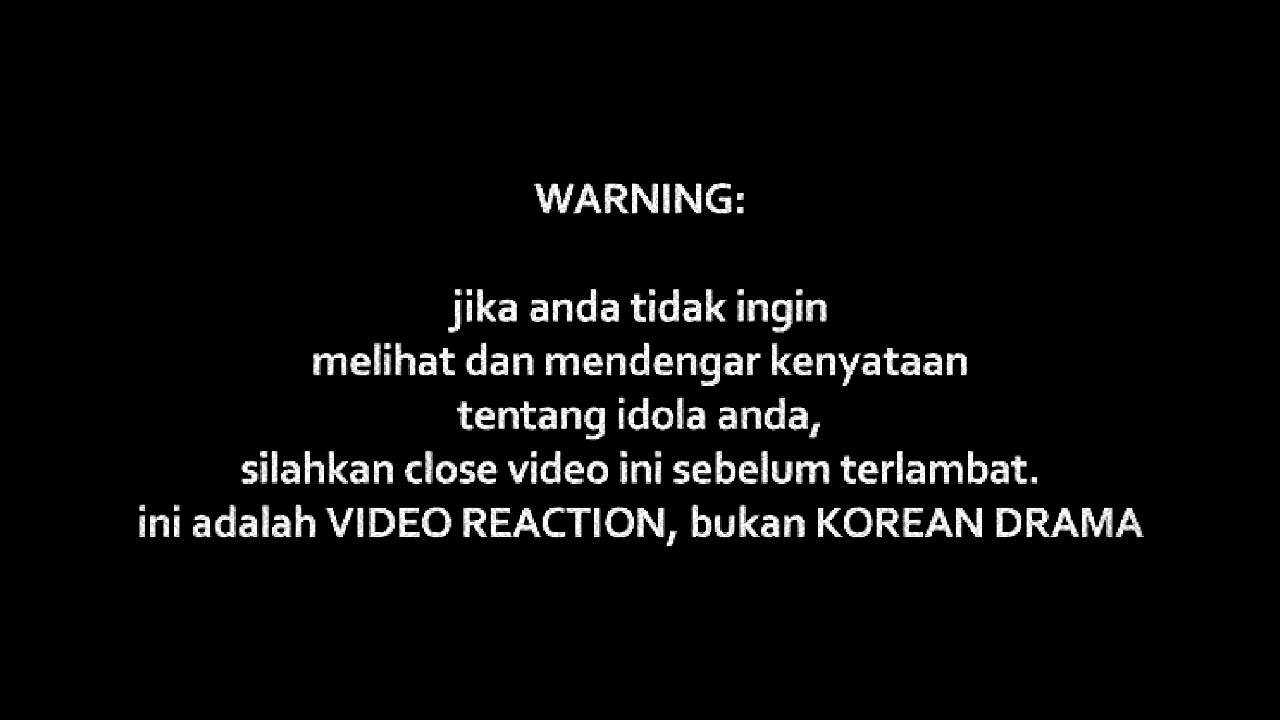 WARNING:
jika anda tidak ingin
melihat dan mendengar kenyataan
tentang idola anda,
silahkan close video ini sebelum terlambat.
ini adalah VIDEO REACTION, bukan KOREAN DRAMA